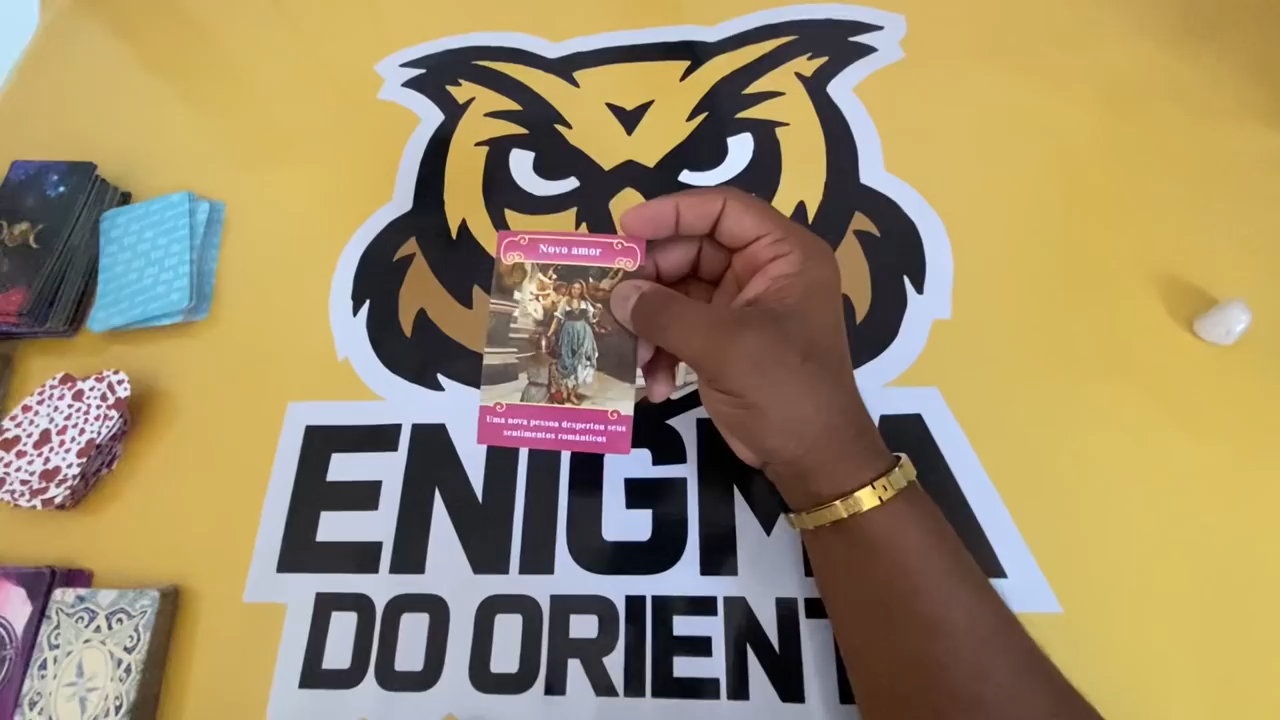 Novo amor
Uma nova pessoa despertou seus
sentimentos românticos
ENIGMA
DO ORIENT